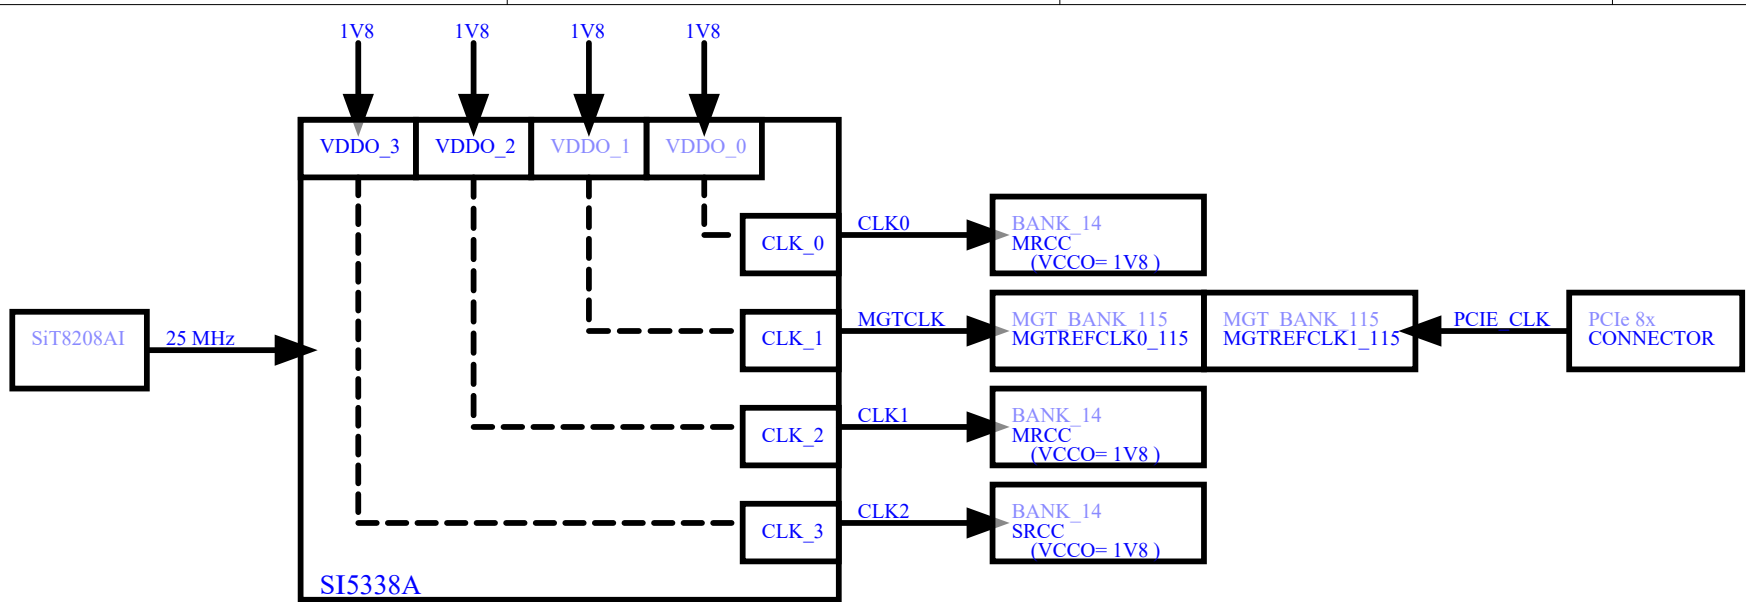 1V8 1V8 1V8 1V8
VDDO_3 VDDO_2 VDDO_1 VDDO_0
CLK_0 CLK0 BANK_14
MRCC
(VCCO= 1V8 )
SiT8208AI 25 MHz
CLK_1 MGTCLK MGT_BANK_115 MGT_BANK_115 PCIE_CLK PCIe 8x
MGTREFCLK0_115 MGTREFCLK1_115 CONNECTOR
CLK_2 CLK1 BANK_14
MRCC
(VCCO= 1V8 )
CLK_3 CLK2 BANK_14
SRCC
(VCCO= 1V8 )
SI5338A